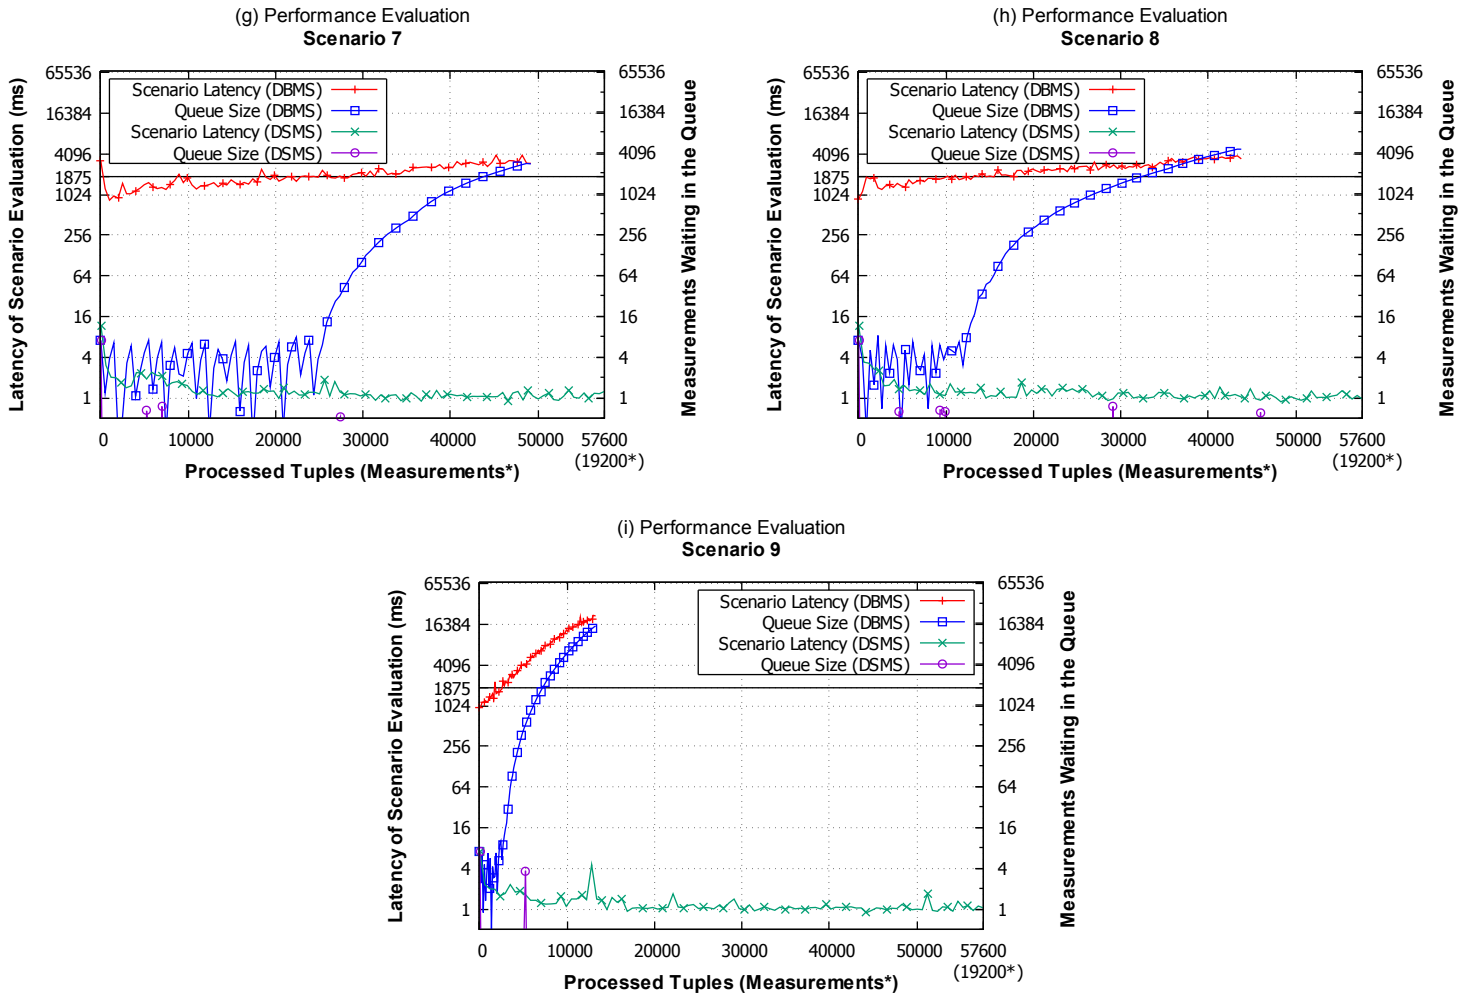 (g) Performance Evaluation
Scenario 7
Latency of Scenario Evaluation (ms)
65536
16384
4096
1875
1024
256
64
16
4
1
Scenario Latency (DBMS)
Queue Size (DBMS)
Scenario Latency (DSMS)
Queue Size (DSMS)
65536
16384
4096
1024
256
64
16
4
1
Measurements Waiting in the Queue
0 10000 20000 30000 40000 50000 57600
(19200*)
Processed Tuples (Measurements*)
(h) Performance Evaluation
Scenario 8
Latency of Scenario Evaluation (ms)
65536
16384
4096
1875
1024
256
64
16
4
1
Scenario Latency (DBMS)
Queue Size (DBMS)
Scenario Latency (DSMS)
Queue Size (DSMS)
65536
16384
4096
1024
256
64
16
4
1
Measurements Waiting in the Queue
0 10000 20000 30000 40000 50000 57600
(19200*)
Processed Tuples (Measurements*)
(i) Performance Evaluation
Scenario 9
Latency of Scenario Evaluation (ms)
65536
16384
4096
1875
1024
256
64
16
4
1
Scenario Latency (DBMS)
Queue Size (DBMS)
Scenario Latency (DSMS)
Queue Size (DSMS)
65536
16384
4096
1024
256
64
16
4
1
Measurements Waiting in the Queue
0 10000 20000 30000 40000 50000 57600
(19200*)
Processed Tuples (Measurements*)